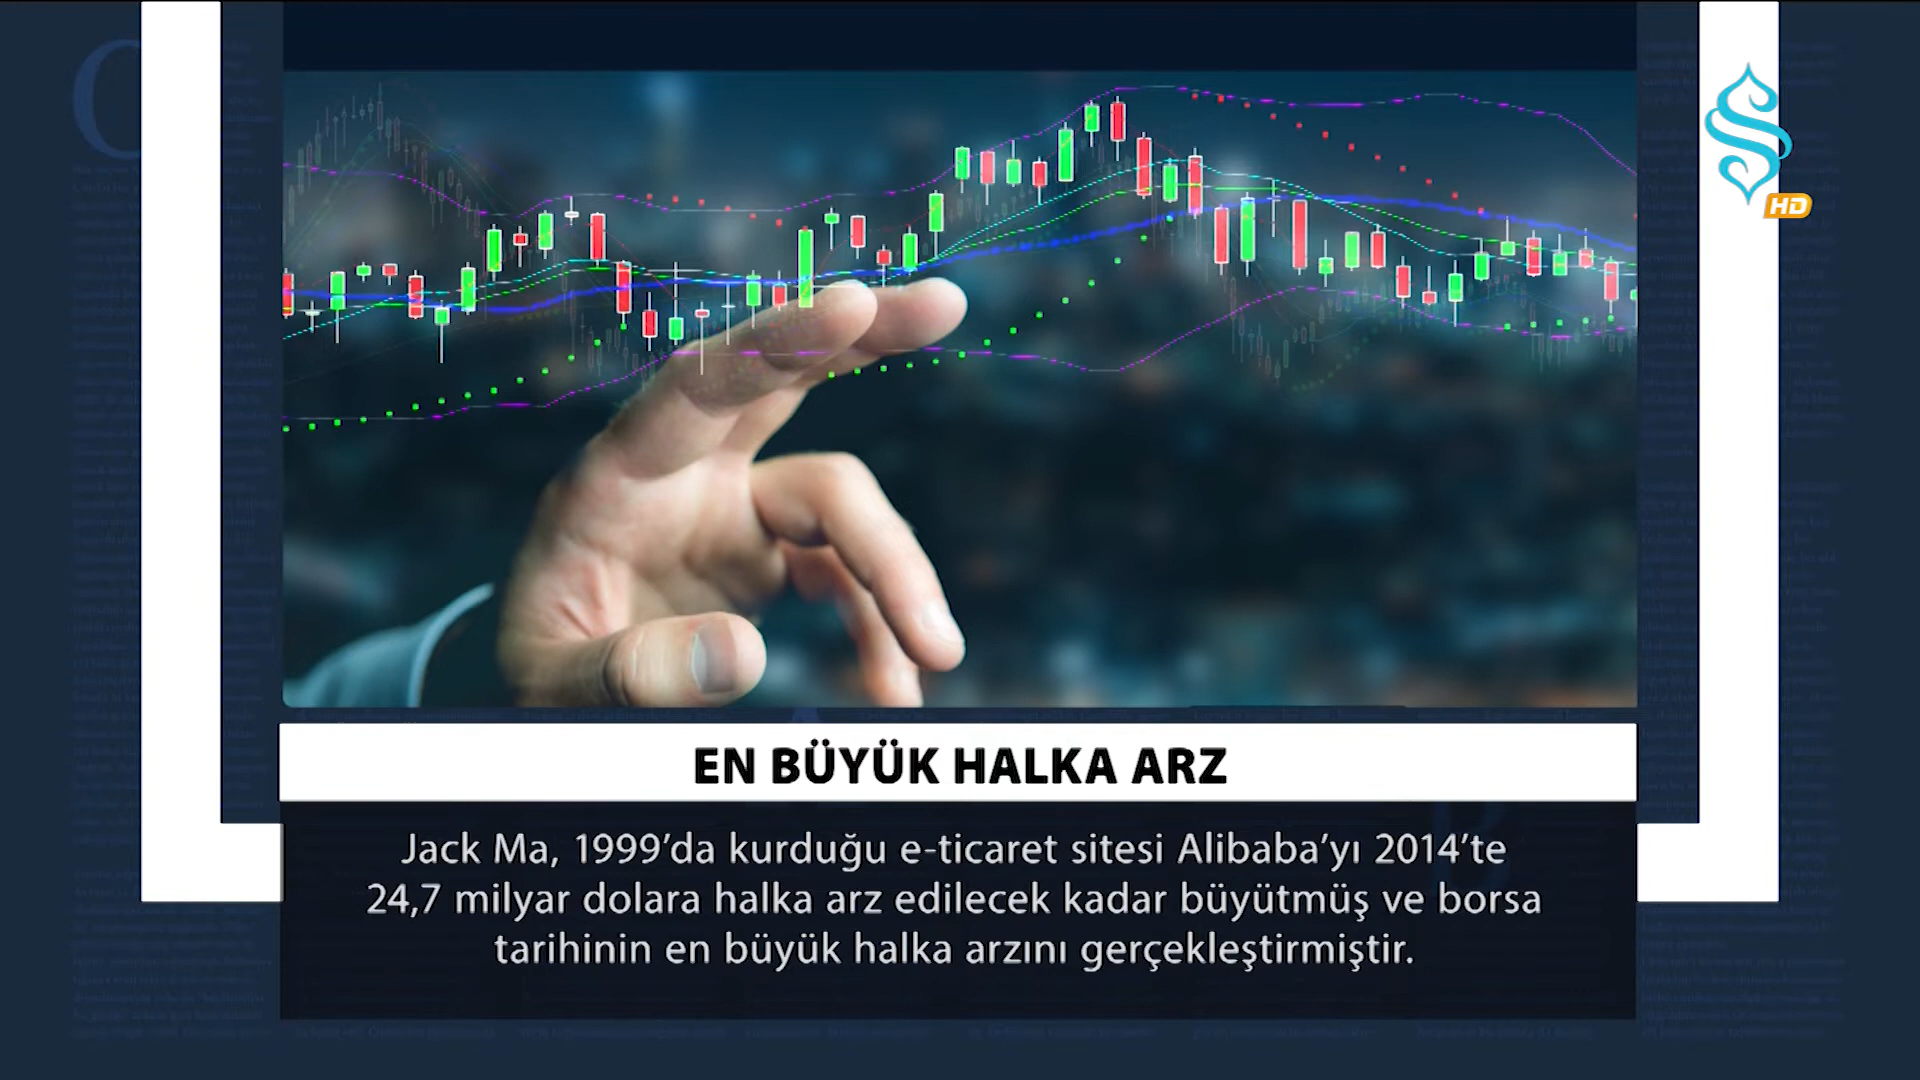 HD
EN BÜYÜK HALKA ARZ
Jack Ma, 1999’da kurduğu e-ticaret sitesi Alibaba’yı 2014’te
24,7 milyar dolara halka arz edilecek kadar büyütmüş ve borsa
tarihinin en büyük halka arzını gerçekleştirmiştir.